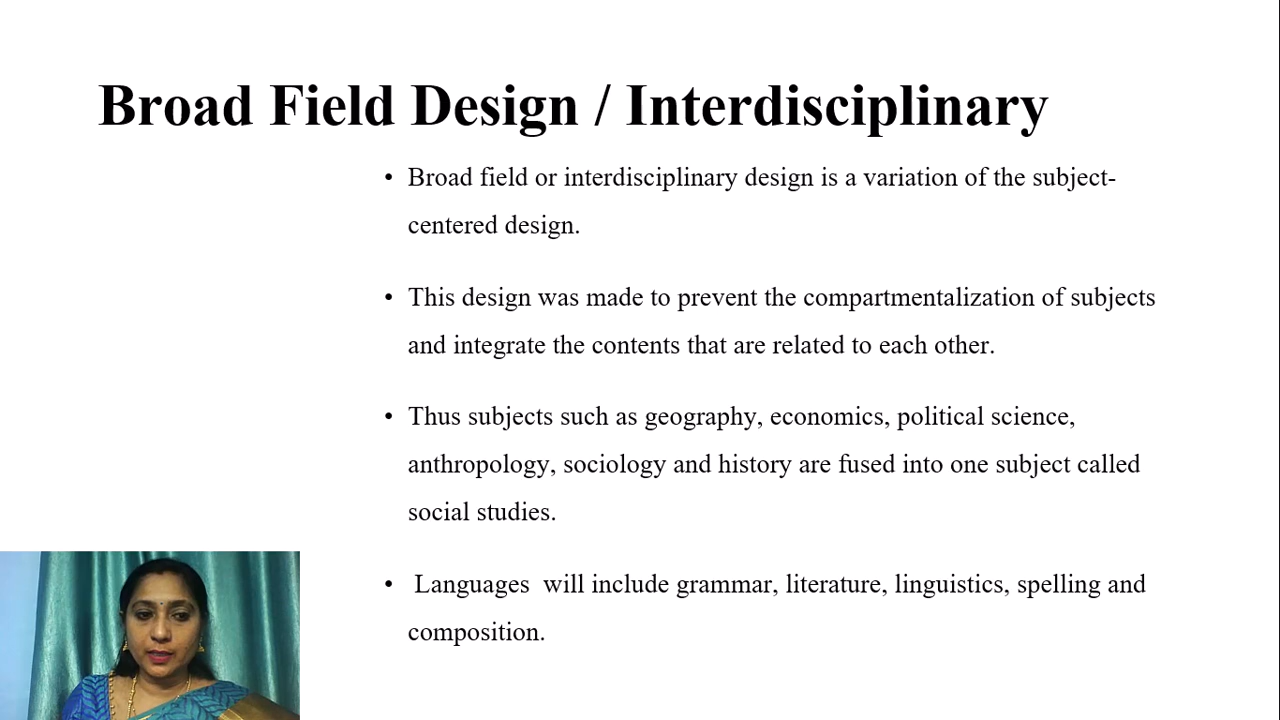 Broad Field Design / Interdisciplinary
• Broad field or interdisciplinary design is a variation of the subject-
centered design.
• This design was made to prevent the compartmentalization of subjects
and integrate the contents that are related to each other.
• Thus subjects such as geography, economics, political science,
anthropology, sociology and history are fused into one subject called
social studies.
• Languages will include grammar, literature, linguistics, spelling and
composition.